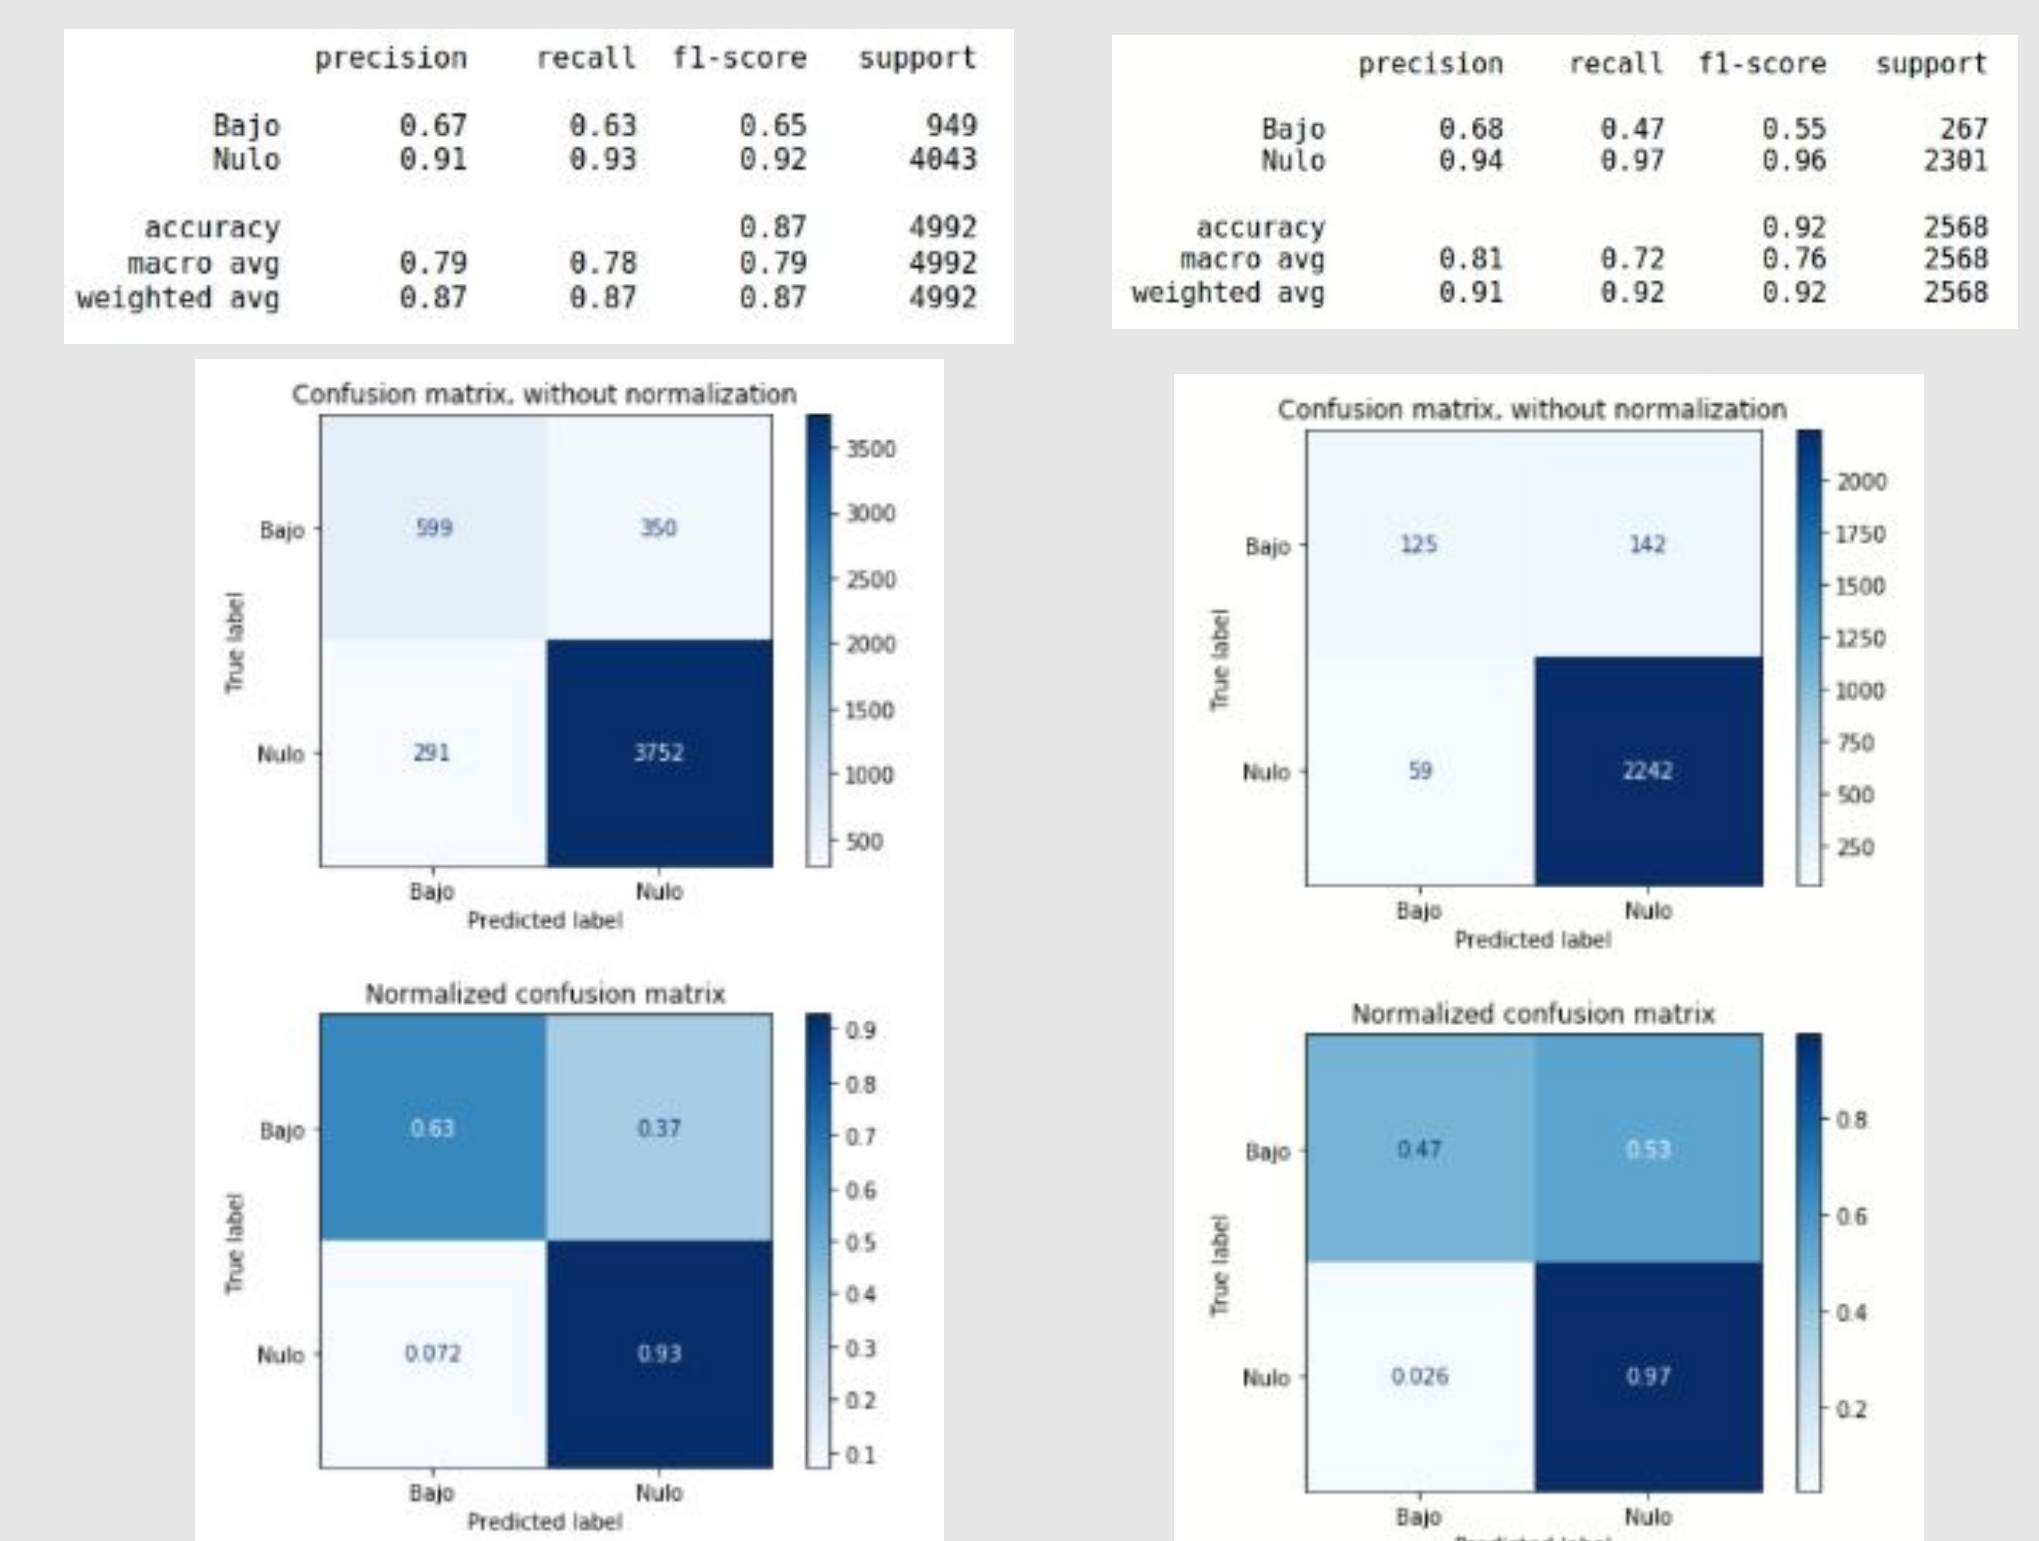 precision recall f1-score support
Bajo 0.67 0.63 0.65 949
Nulo 0.91 0.93 0.92 4043
accuracy 0.87 4992
macro avg 0.79 0.78 0.79 4992
weighted avg 0.87 0.87 0.87 4992
Confusion matrix, without normalization
3500
3000
2500
2000
1500
1000
500
True label
Bajo 599 350
Nulo 291 3752
Bajo Nulo
Predicted label
Normalized confusion matrix
0.9
0.8
0.7
0.6
0.5
0.4
0.3
0.2
0.1
True label
Bajo 0.63 0.37
Nulo 0.072 0.93
Bajo Nulo
Predicted label
precision recall f1-score support
Bajo 0.68 0.47 0.55 267
Nulo 0.94 0.97 0.96 2301
accuracy 0.92 2568
macro avg 0.81 0.72 0.76 2568
weighted avg 0.91 0.92 0.92 2568
Confusion matrix, without normalization
2000
1750
1500
1250
1000
750
500
250
True label
Bajo 125 142
Nulo 59 2242
Bajo Nulo
Predicted label
Normalized confusion matrix
0.8
0.6
0.4
0.2
True label
Bajo 0.47 0.53
Nulo 0.026 0.97
Bajo Nulo